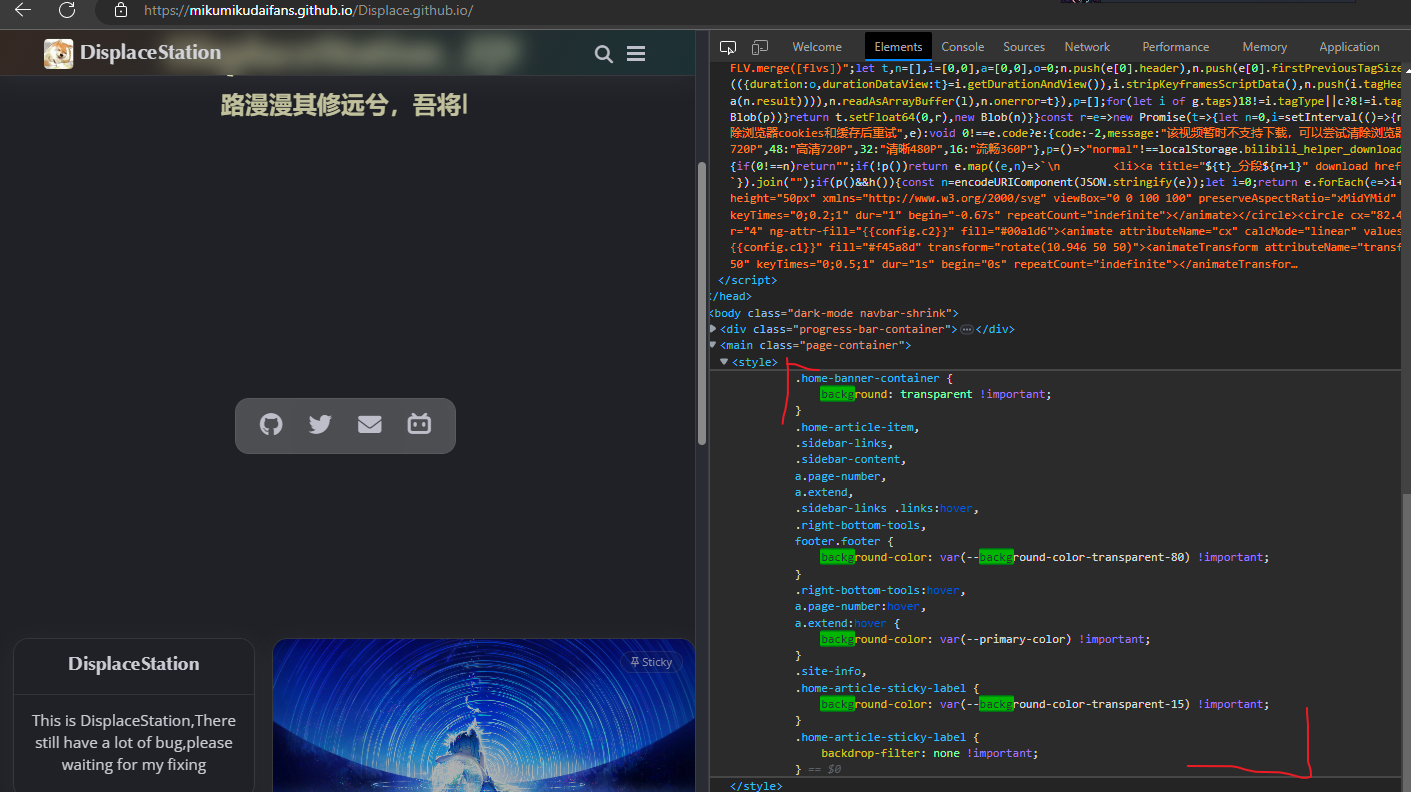 https://mikumikudaifans.github.io/Displace.github.io/
DisplaceStation
路漫漫其修远兮，吾将
DisplaceStation
This is DisplaceStation,There
still have a lot of bug,please
waiting for my fixing
Sticky
Welcome Elements Console Sources Network Performance Memory Application
FLV.merge([flvs])";let t,n=[],i=[0,0],a=[0,0],o=0;n.push(e[0].header),n.push(e[0].firstPreviousTagSize
(({duration:o,durationDataView:t}=i.getDurationAndView()),i.stripKeyframesScriptData(),n.push(i.tagHea
a(n.result)))),n.readAsArrayBuffer(l),n.onerror=t}),p=[];for(let i of g.tags)18!=i.tagType||c?8!=i.tag
Blob(p))}return t.setFloat64(0,r),new Blob(n)}}const r=e=>new Promise(t=>{let n=0,i=setInterval(()=>{n
除浏览器cookies和缓存后重试",e):void 0!==e.code?e:{code:-2,message:"该视频暂时不支持下载，可以尝试清除浏览器
720P",48:"高清720P",32:"清晰480P",16:"流畅360P"},p=()=>"normal"!==localStorage.bilibili_helper_download
{if(0!==n)return"";if(!p())return e.map((e,n)=>`\n <li><a title="${t}_分段${n+1}" download href
`}).join("");if(p()&&h()){const n=encodeURIComponent(JSON.stringify(e));let i=0;return e.forEach(e=>i+
height="50px" xmlns="http://www.w3.org/2000/svg" viewBox="0 0 100 100" preserveAspectRatio="xMidYMid"
keyTimes="0;0.2;1" dur="1" begin="-0.67s" repeatCount="indefinite"></animate></circle><circle cx="82.4
r="4" ng-attr-fill="{{config.c2}}" fill="#00a1d6"><animate attributeName="cx" calcMode="linear" values
{{config.c1}}" fill="#f45a8d" transform="rotate(10.946 50 50)"><animateTransform attributeName="transf
50" keyTimes="0;0.5;1" dur="1s" begin="0s" repeatCount="indefinite"></animateTransfor…
</script>
/head>
<body class="dark-mode navbar-shrink">
<div class="progress-bar-container">…</div>
<main class="page-container">
<style>
.home-banner-container {
background: transparent !important;
}
.home-article-item,
.sidebar-links,
.sidebar-content,
a.page-number,
a.extend,
.sidebar-links .links:hover,
.right-bottom-tools,
footer.footer {
background-color: var(--background-color-transparent-80) !important;
}
.right-bottom-tools:hover,
a.page-number:hover,
a.extend:hover {
background-color: var(--primary-color) !important;
}
.site-info,
.home-article-sticky-label {
background-color: var(--background-color-transparent-15) !important;
}
.home-article-sticky-label {
backdrop-filter: none !important;
} == $0
</style>